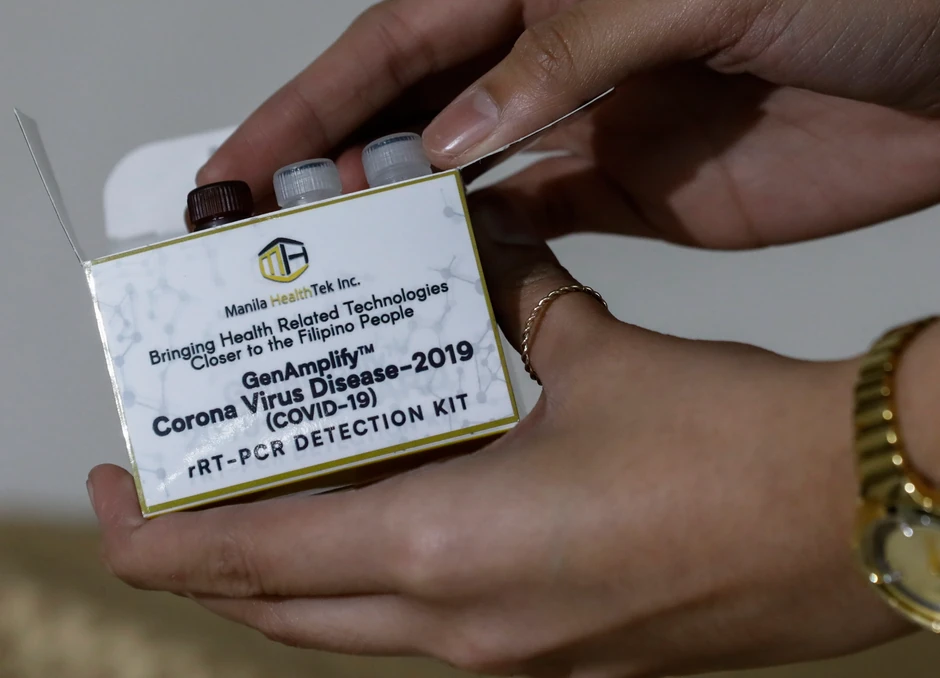 MH
Manila HealthTek Inc.
Bringing Health Related Technologies
Closer to the Filipino People
GenAmplify™
Corona Virus Disease-2019
(COVID-19)
rRT-PCR DETECTION KIT